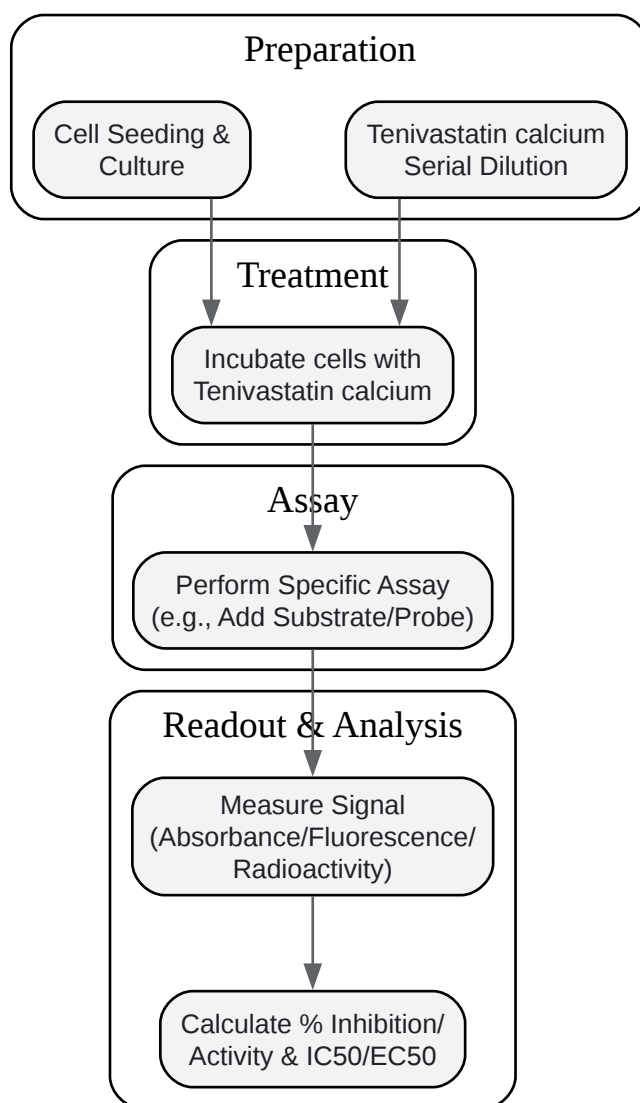 Preparation
Cell Seeding &
Culture
Tenivastatin calcium
Serial Dilution
Treatment
Incubate cells with
Tenivastatin calcium
Assay
Perform Specific Assay
(e.g., Add Substrate/Probe)
Readout & Analysis
Measure Signal
(Absorbance/Fluorescence/
Radioactivity)
Calculate % Inhibition/
Activity & IC50/EC50